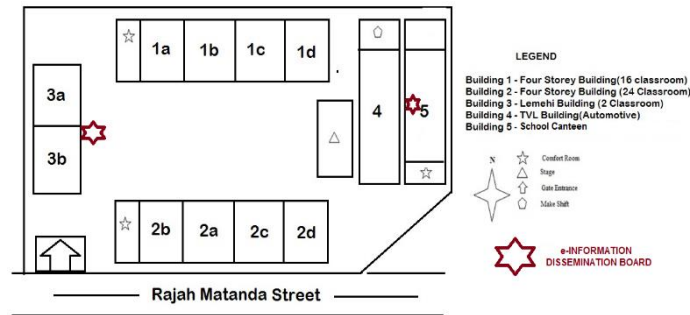 1a 1b 1c 1d
3a
3b
4
5
2b 2a 2c 2d
Rajah Matanda Street
LEGEND
Building 1 - Four Storey Building(16 classroom)
Building 2 - Four Storey Building (24 Classroom)
Building 3 - Lemehi Building (2 Classroom)
Building 4 - TVL Building(Automotive)
Building 5 - School Canteen
N
Comfort Room
Stage
Gate Entrance
Make Shift
e-INFORMATION
DISSEMINATION BOARD